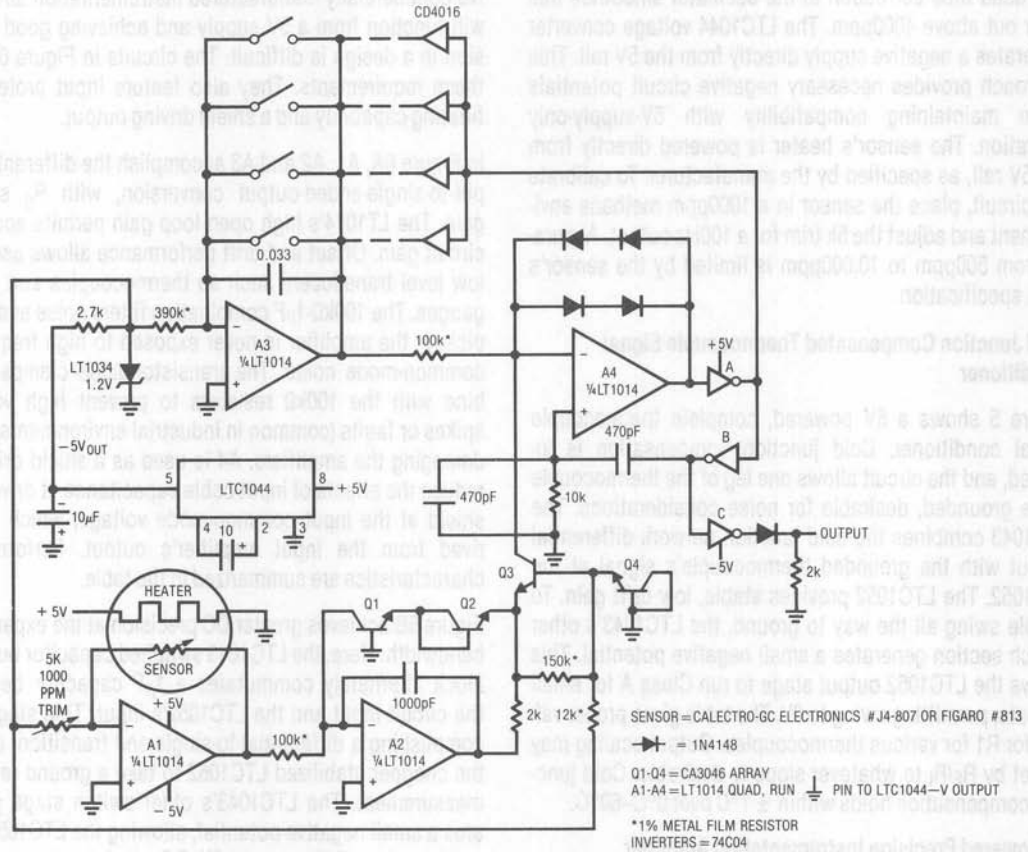 CD4016
0.033
2.7k
390k*
LT1034
1.2V
−
+
A3
¼LT1014
100k*
−
+
A4
¼LT1014
+5V
A
470pF
B
−5VOUT
5
LTC1044
8
+5V
10µF
+
4
10
+
2
3
470pF
10k
C
−5V
OUTPUT
2k
Q3
Q4
HEATER
+ 5V
SENSOR
5K
1000
PPM
TRIM
+ 5V
−
+
A1
¼LT1014
− 5V
100k*
Q1
Q2
1000pF
−
+
A2
¼LT1014
150k*
2k
12k*
SENSOR=CALECTRO-GC ELECTRONICS #J4-807 OR FIGARO #813
=1N4148
Q1-Q4=CA3046 ARRAY
A1-A4=LT1014 QUAD, RUN
PIN TO LTC1044—V OUTPUT
*1% METAL FILM RESISTOR
INVERTERS=74C04